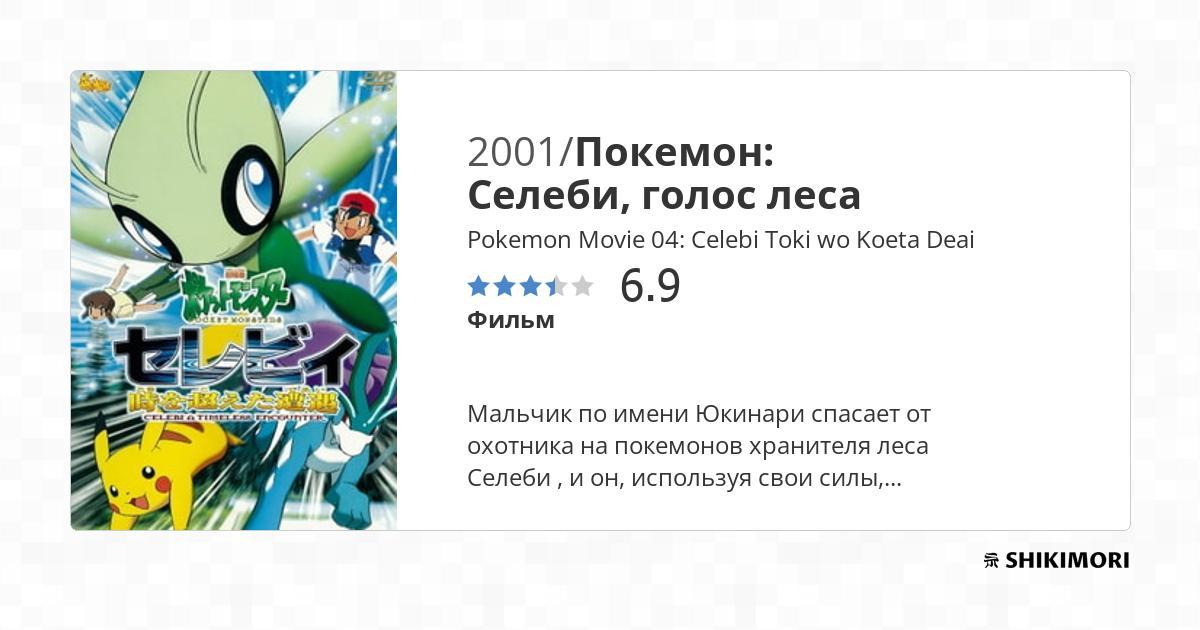 DVD
2001/Покемон:
Селеби, голос леса
Pokemon Movie 04: Celebi Toki wo Koeta Deai
6.9
Фильм
劇場版
ポケットモンスター
POCKET MONSTERS
セレビィ
時を超えた遭遇
CELEBI A TIMELESS ENCOUNTER
Мальчик по имени Юкинари спасает от
охотника на покемонов хранителя леса
Селеби , и он, используя свои силы,...
SHIKIMORI